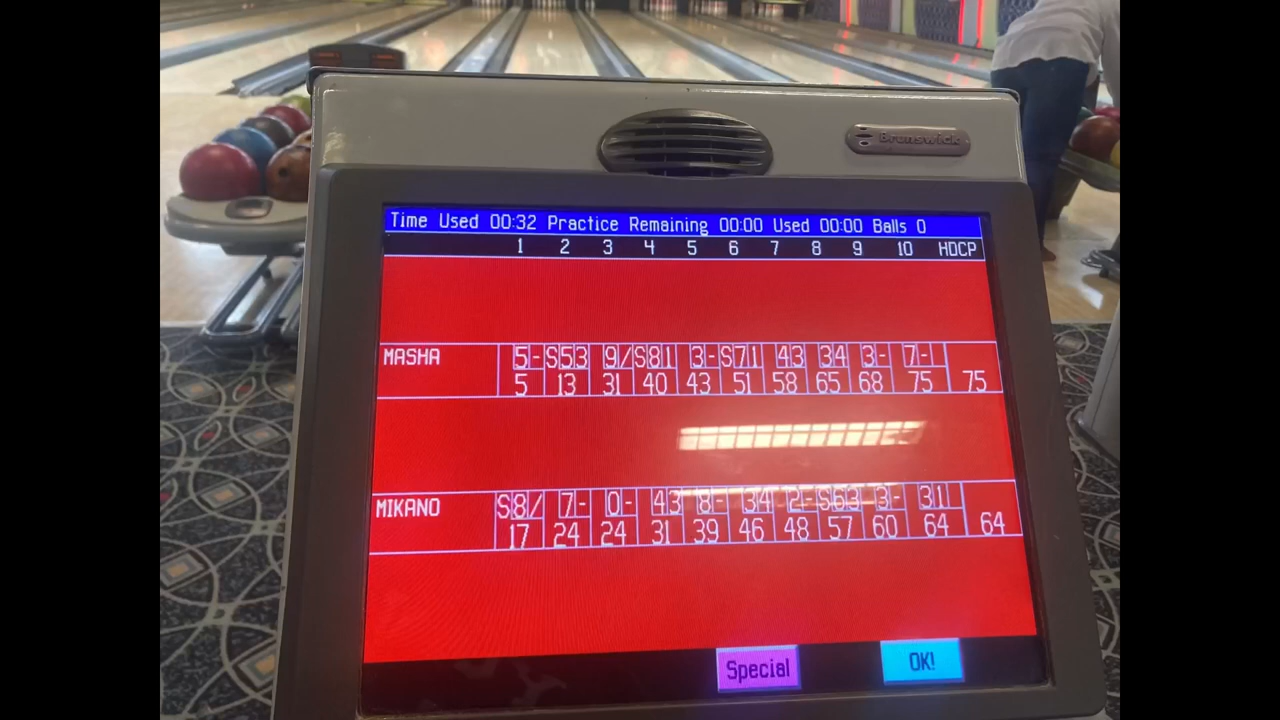 Brunswick
Time Used 00:32 Practice Remaining 00:00 Used 00:00 Balls 0
1 2 3 4 5 6 7 8 9 10 HDCP
MASHA 5- S53 9/ S81 3- S71 43 34 3- 7-
5 13 31 40 43 51 58 65 68 75 75
MIKANO S8/ 7- 0- 43 8- 34 2- S63 3- 31
17 24 24 31 39 46 48 57 60 64 64
Special OK!